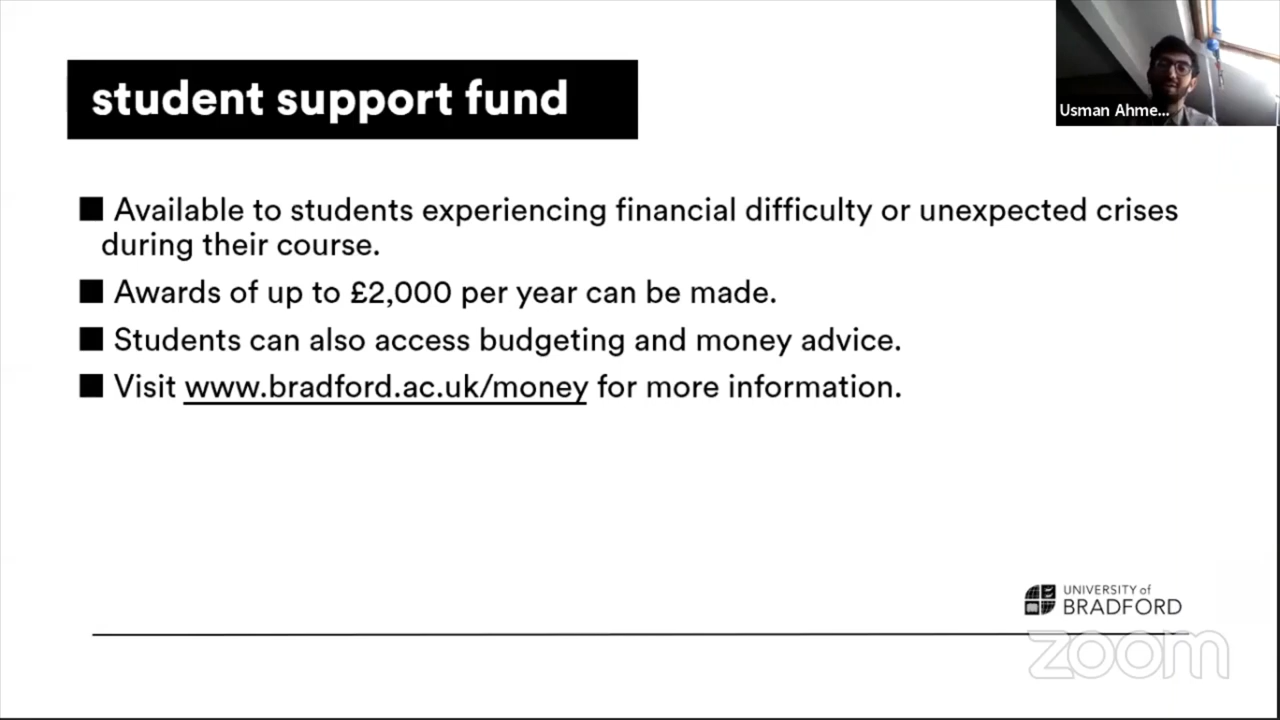 student support fund
Usman Ahme...
■ Available to students experiencing financial difficulty or unexpected crises
during their course.
■ Awards of up to £2,000 per year can be made.
■ Students can also access budgeting and money advice.
■ Visit www.bradford.ac.uk/money for more information.
UNIVERSITY of
BRADFORD
zoom